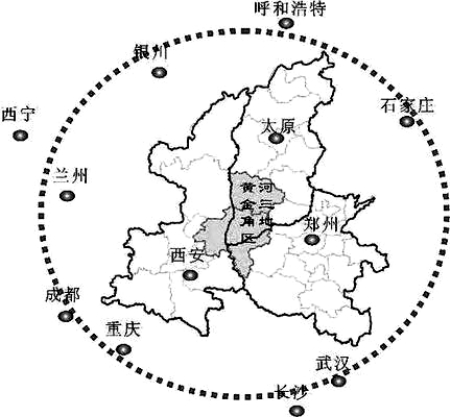 呼和浩特
银川
石家庄
西宁
太原
兰州
黄河
金三
角地
区
郑州
西安
成都
重庆
武汉
长沙